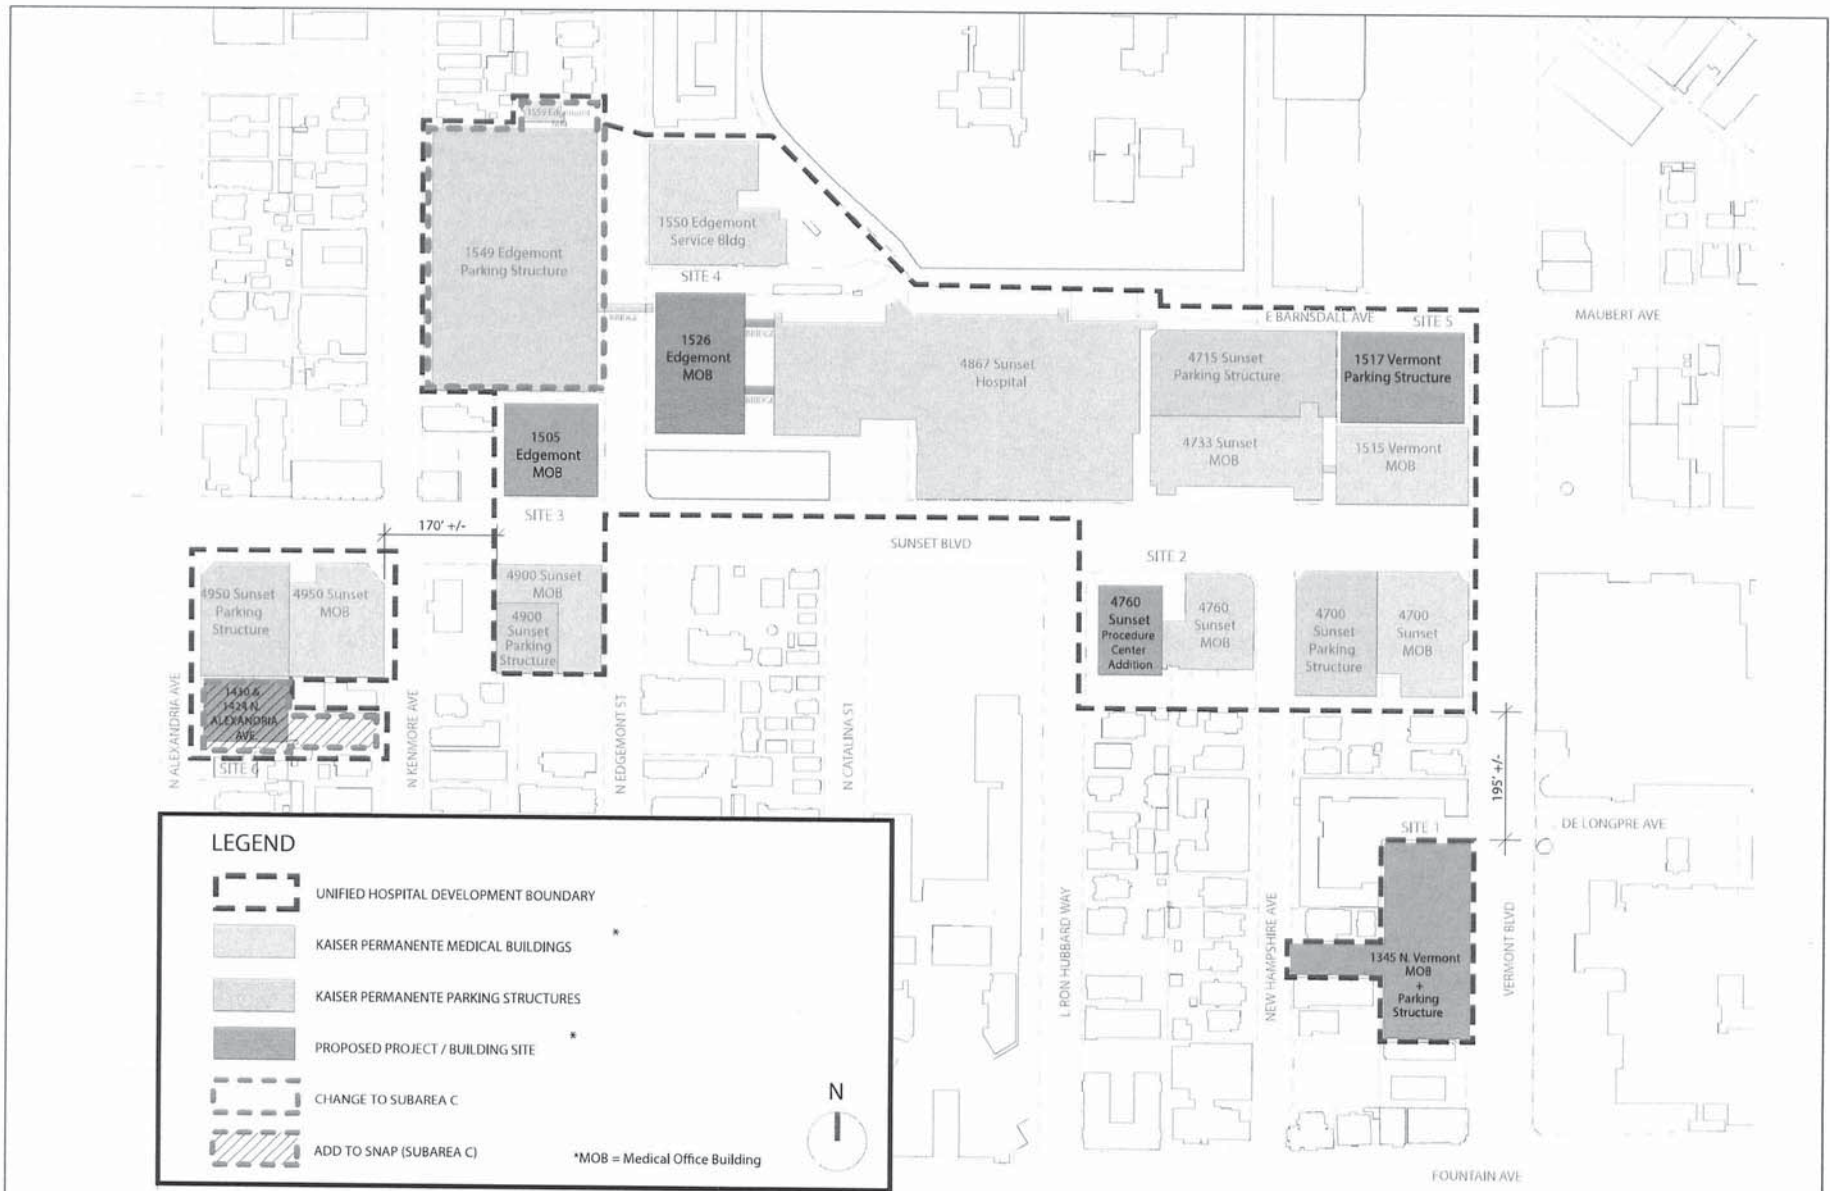 1559 Edgemont
1549 Edgemont
Parking Structure
1550 Edgemont
Service Bldg
SITE 4
BRIDGE
1526
Edgemont
MOB
BRIDGE
BRIDGE
4867 Sunset
Hospital
E BARNSDALL AVE
SITE 5
MAUBERT AVE
4715 Sunset
Parking Structure
1517 Vermont
Parking Structure
1505
Edgemont
MOB
4733 Sunset
MOB
1515 Vermont
MOB
SITE 3
170' +/-
SUNSET BLVD
SITE 2
4950 Sunset
Parking
Structure
4950 Sunset
MOB
4900 Sunset
MOB
4900
Sunset
Parking
Structure
4760
Sunset
Procedure
Center
Addition
4760
Sunset
MOB
4700
Sunset
Parking
Structure
4700
Sunset
MOB
N ALEXANDRIA AVE
1430 &
1424 N.
ALEXANDRIA
AVE.
SITE 6
N KENMORE AVE
N EDGEMONT ST
N CATALINA ST
L RON HUBBARD WAY
NEW HAMPSHIRE AVE
195' +/-
SITE 1
DE LONGPRE AVE
VERMONT BLVD
1345 N. Vermont
MOB
+
Parking
Structure
FOUNTAIN AVE
LEGEND
UNIFIED HOSPITAL DEVELOPMENT BOUNDARY
KAISER PERMANENTE MEDICAL BUILDINGS *
KAISER PERMANENTE PARKING STRUCTURES
PROPOSED PROJECT / BUILDING SITE *
CHANGE TO SUBAREA C
ADD TO SNAP (SUBAREA C)
*MOB = Medical Office Building
N